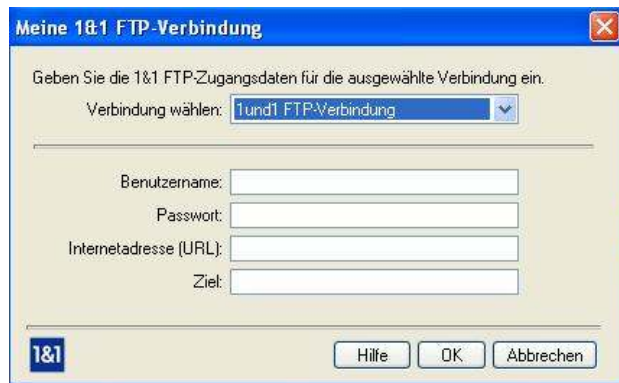 Meine 1&1 FTP-Verbindung
Geben Sie die 1&1 FTP-Zugangsdaten für die ausgewählte Verbindung ein.
Verbindung wählen: 1und1 FTP-Verbindung
Benutzername:
Passwort:
Internetadresse (URL):
Ziel:
1&1 Hilfe OK Abbrechen